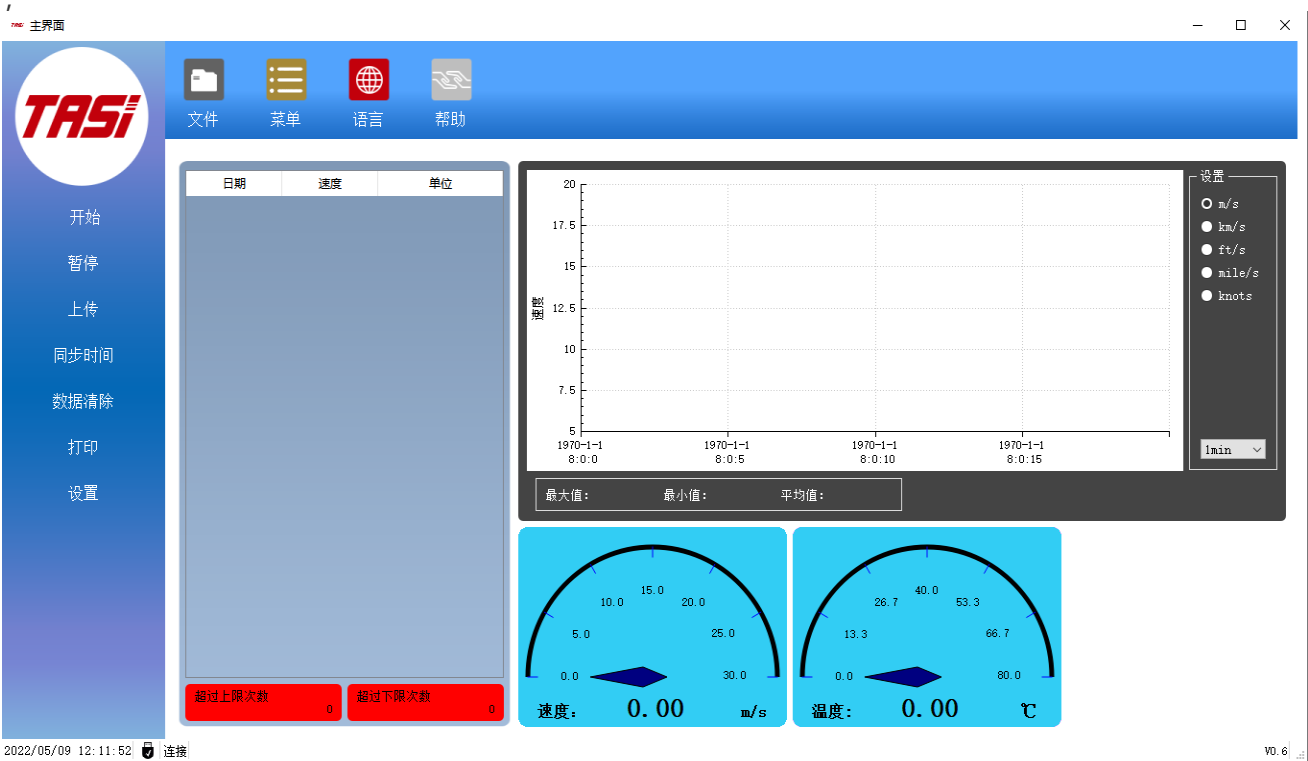 TASI 主界面
TASI
文件 菜单 语言 帮助
开始
暂停
上传
同步时间
数据清除
打印
设置
日期 速度 单位
超过上限次数
0
超过下限次数
0
速度
20
17.5
15
12.5
10
7.5
5
1970-1-1
8:0:0
1970-1-1
8:0:5
1970-1-1
8:0:10
1970-1-1
8:0:15
设置
m/s
km/s
ft/s
mile/s
knots
1min
最大值: 最小值: 平均值:
0.0
5.0
10.0
15.0
20.0
25.0
30.0
速度: 0.00 m/s
0.0
13.3
26.7
40.0
53.3
66.7
80.0
温度: 0.00 ℃
2022/05/09 12:11:52 连接 V0.6